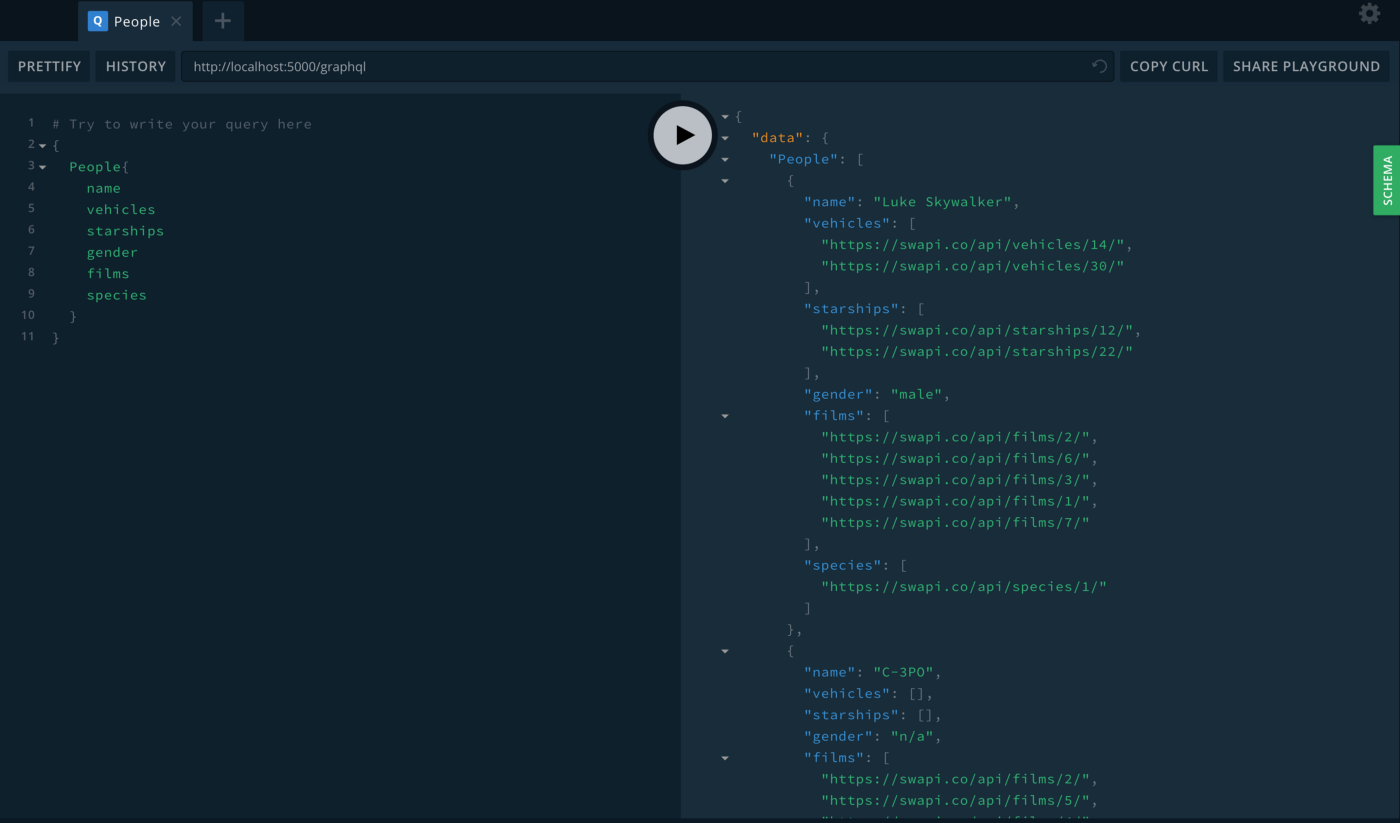 Q People × +
PRETTIFY HISTORY http://localhost:5000/graphql COPY CURL SHARE PLAYGROUND
1 # Try to write your query here
2 {
3 People{
4 name
5 vehicles
6 starships
7 gender
8 films
9 species
10 }
11 }
{
"data": {
"People": [
{
"name": "Luke Skywalker",
"vehicles": [
"https://swapi.co/api/vehicles/14/",
"https://swapi.co/api/vehicles/30/"
],
"starships": [
"https://swapi.co/api/starships/12/",
"https://swapi.co/api/starships/22/"
],
"gender": "male",
"films": [
"https://swapi.co/api/films/2/",
"https://swapi.co/api/films/6/",
"https://swapi.co/api/films/3/",
"https://swapi.co/api/films/1/",
"https://swapi.co/api/films/7/"
],
"species": [
"https://swapi.co/api/species/1/"
]
},
{
"name": "C-3PO",
"vehicles": [],
"starships": [],
"gender": "n/a",
"films": [
"https://swapi.co/api/films/2/",
"https://swapi.co/api/films/5/",
SCHEMA